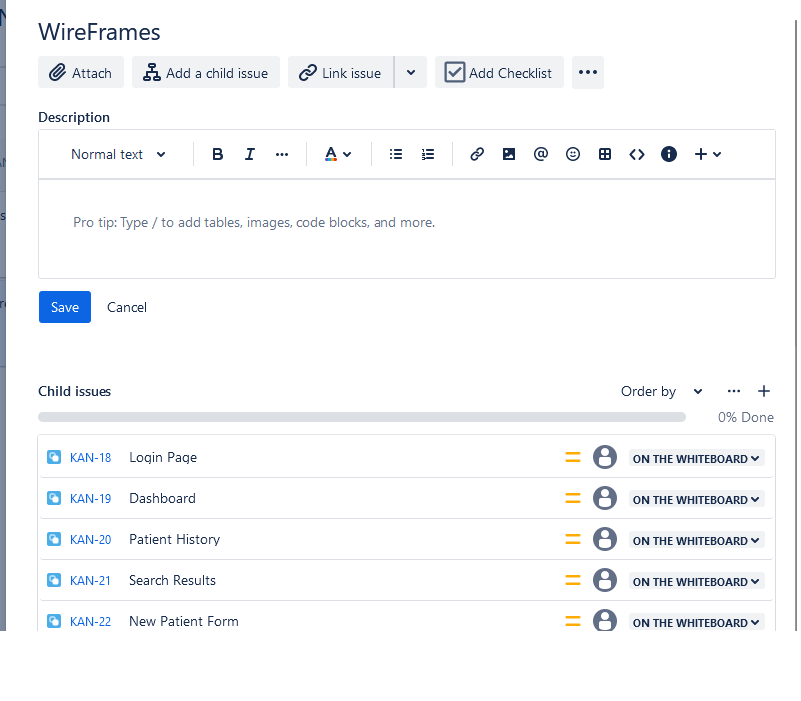 WireFrames
Attach Add a child issue Link issue Add Checklist
Description
Normal text B I A @
Pro tip: Type / to add tables, images, code blocks, and more.
Save Cancel
Child issues Order by
0% Done
KAN-18 Login Page ON THE WHITEBOARD
KAN-19 Dashboard ON THE WHITEBOARD
KAN-20 Patient History ON THE WHITEBOARD
KAN-21 Search Results ON THE WHITEBOARD
KAN-22 New Patient Form ON THE WHITEBOARD